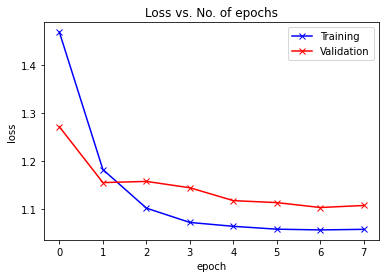 Loss vs. No. of epochs
Training
Validation
loss
1.4
1.3
1.2
1.1
0 1 2 3 4 5 6 7
epoch